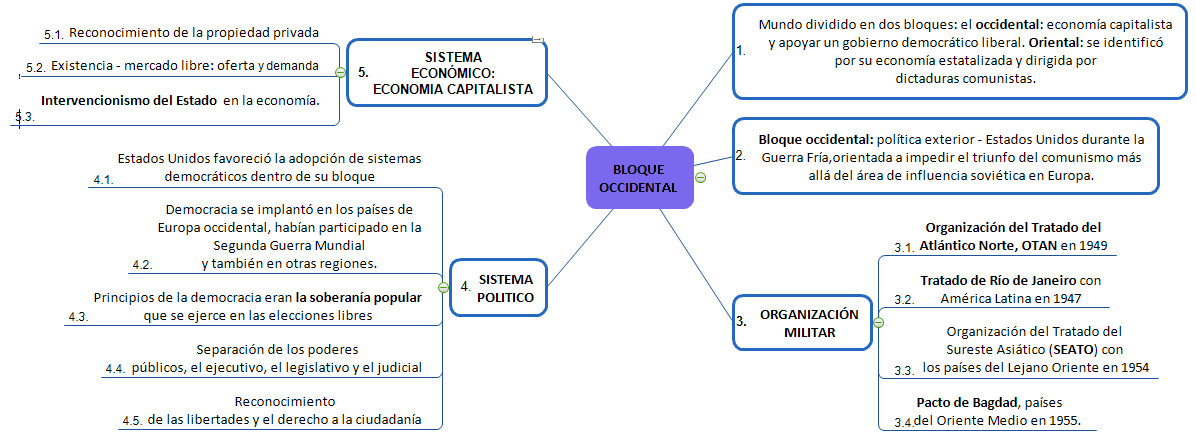 BLOQUE
OCCIDENTAL
1. Mundo dividido en dos bloques: el occidental: economía capitalista
y apoyar un gobierno democrático liberal. Oriental: se identificó
por su economía estatalizada y dirigida por
dictaduras comunistas.
2. Bloque occidental: política exterior - Estados Unidos durante la
Guerra Fría,orientada a impedir el triunfo del comunismo más
allá del área de influencia soviética en Europa.
3. ORGANIZACIÓN
MILITAR
Organización del Tratado del
3.1. Atlántico Norte, OTAN en 1949
Tratado de Río de Janeiro con
3.2. América Latina en 1947
Organización del Tratado del
Sureste Asiático (SEATO) con
3.3. los países del Lejano Oriente en 1954
Pacto de Bagdad, países
3.4. del Oriente Medio en 1955.
4. SISTEMA
POLITICO
Estados Unidos favoreció la adopción de sistemas
4.1. democráticos dentro de su bloque
Democracia se implantó en los países de
Europa occidental, habían participado en la
Segunda Guerra Mundial
4.2. y también en otras regiones.
Principios de la democracia eran la soberanía popular
4.3. que se ejerce en las elecciones libres
Separación de los poderes
4.4. públicos, el ejecutivo, el legislativo y el judicial
Reconocimiento
4.5. de las libertades y el derecho a la ciudadanía
5. SISTEMA
ECONÓMICO:
ECONOMIA CAPITALISTA
5.1. Reconocimiento de la propiedad privada
5.2. Existencia - mercado libre: oferta y demanda
Intervencionismo del Estado en la economía.
5.3.